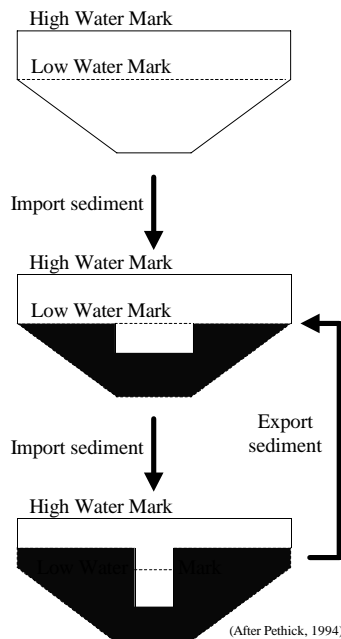 High Water Mark
Low Water Mark
Import sediment
High Water Mark
Low Water Mark
Import sediment
Export
sediment
High Water Mark
Low Water Mark
(After Pethick, 1994)